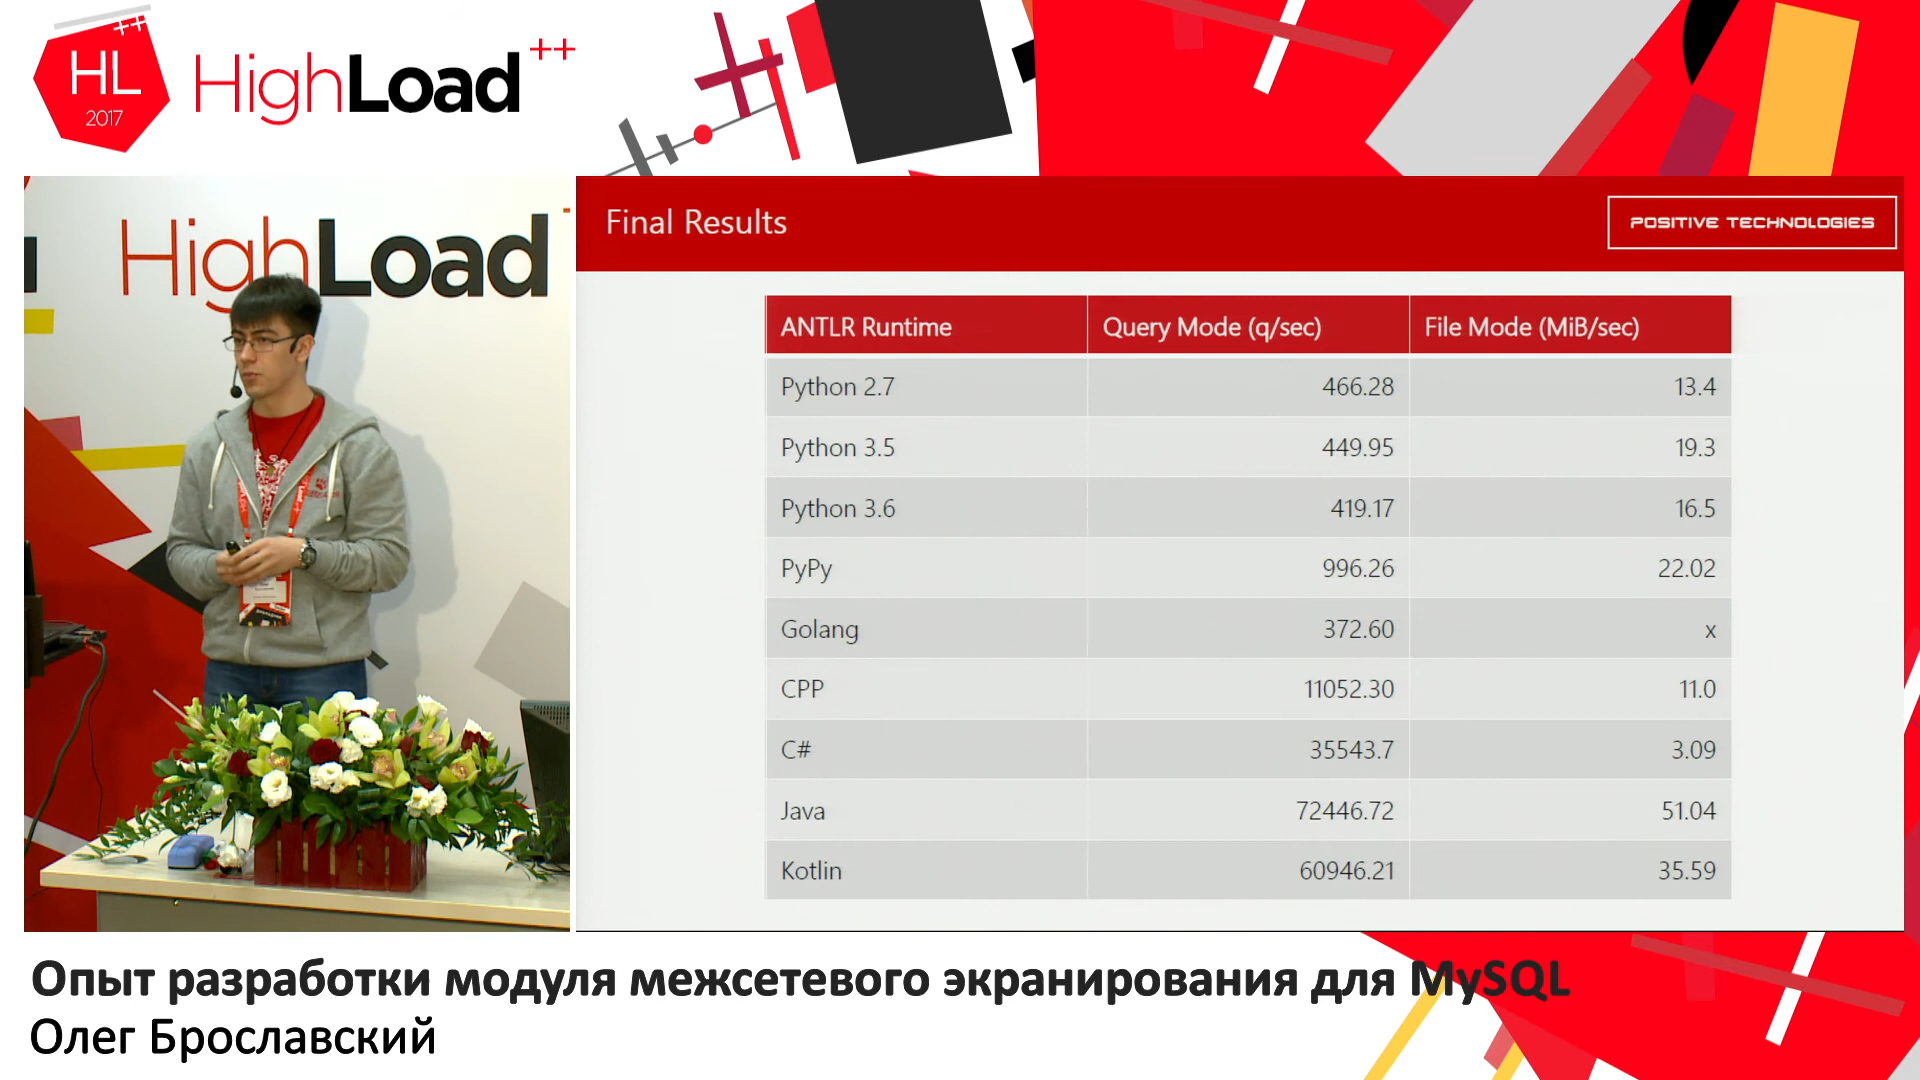 HL++
2017
HighLoad++
HighLoad
Final Results
POSITIVE TECHNOLOGIES
ANTLR Runtime Query Mode (q/sec) File Mode (MiB/sec)
Python 2.7 466.28 13.4
Python 3.5 449.95 19.3
Python 3.6 419.17 16.5
PyPy 996.26 22.02
Golang 372.60 x
CPP 11052.30 11.0
C# 35543.7 3.09
Java 72446.72 51.04
Kotlin 60946.21 35.59
Опыт разработки модуля межсетевого экранирования для MySQL
Олег Брославский